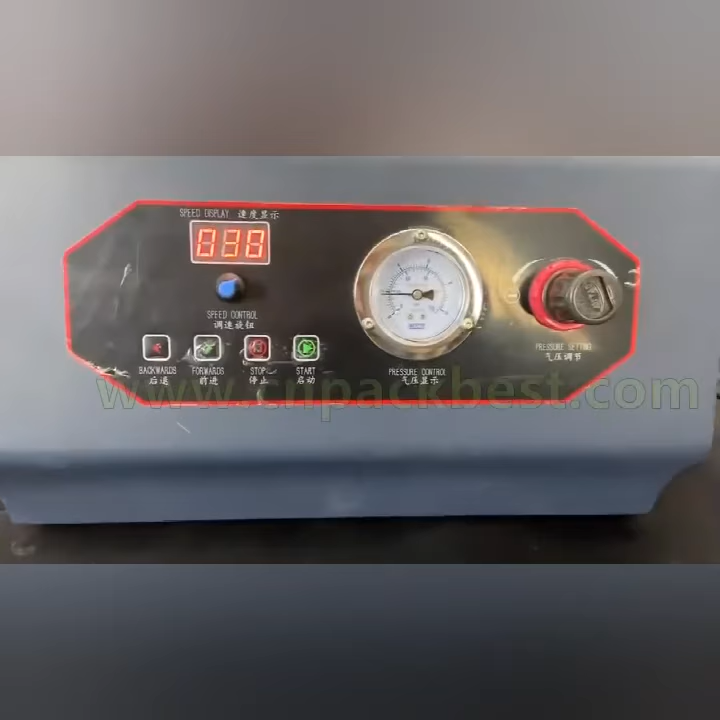 SPEED DISPLAY 速度显示
030
SPEED CONTROL
调速旋钮
BACKWARDS
后退
FORWARDS
前进
STOP
停止
START
启动
PRESSURE CONTROL
气压显示
PRESSURE SETTING
气压调节
www.cnpackbest.com